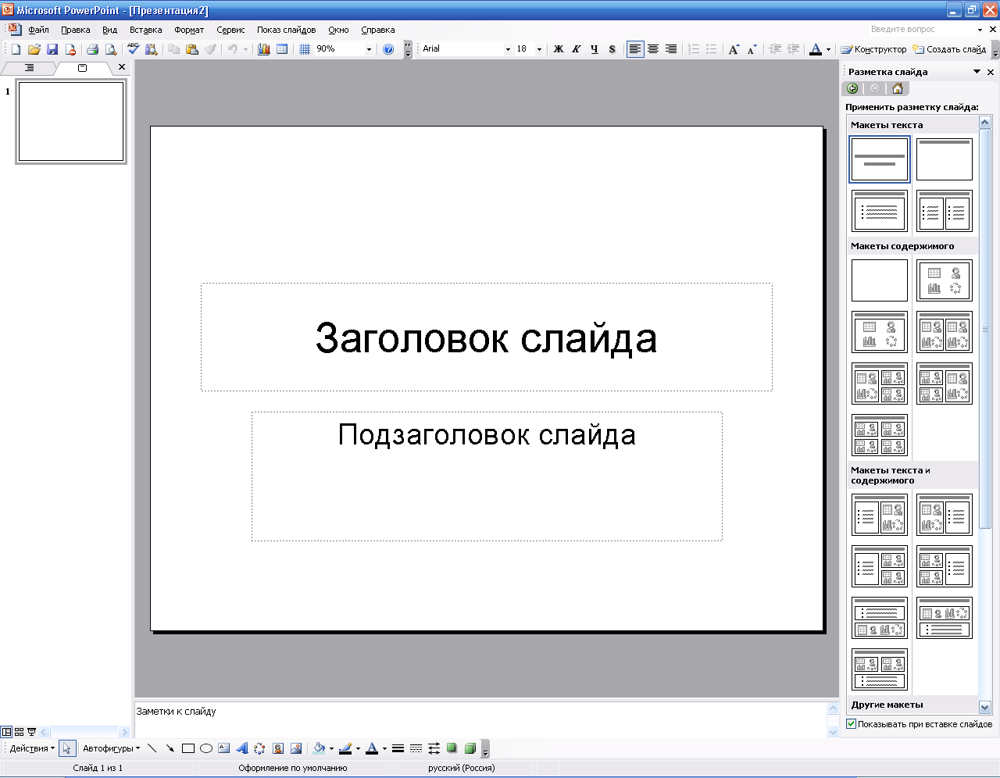 Microsoft PowerPoint - [Презентация2]
Файл Правка Вид Вставка Формат Сервис Показ слайдов Окно Справка Введите вопрос
90% Arial 18 Ж К Ч S А А А Конструктор Создать слайд
Разметка слайда
1
Применить разметку слайда:
Макеты текста
Макеты содержимого
Заголовок слайда
Подзаголовок слайда
Макеты текста и
содержимого
Другие макеты
Заметки к слайду
Показывать при вставке слайдов
Действия Автофигуры
Слайд 1 из 1 Оформление по умолчанию русский (Россия)